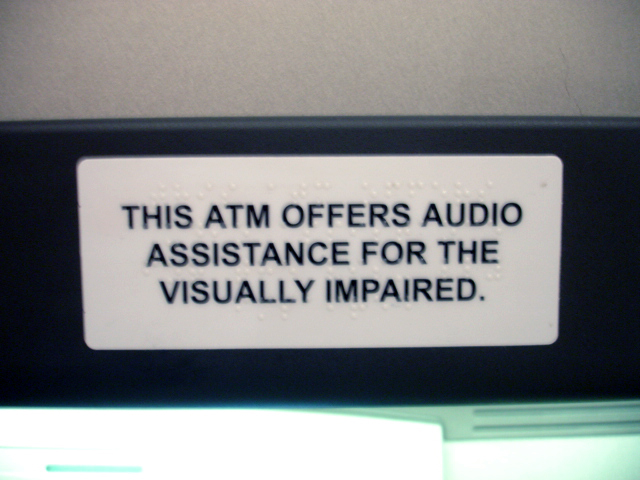 THIS ATM OFFERS AUDIO
ASSISTANCE FOR THE
VISUALLY IMPAIRED.